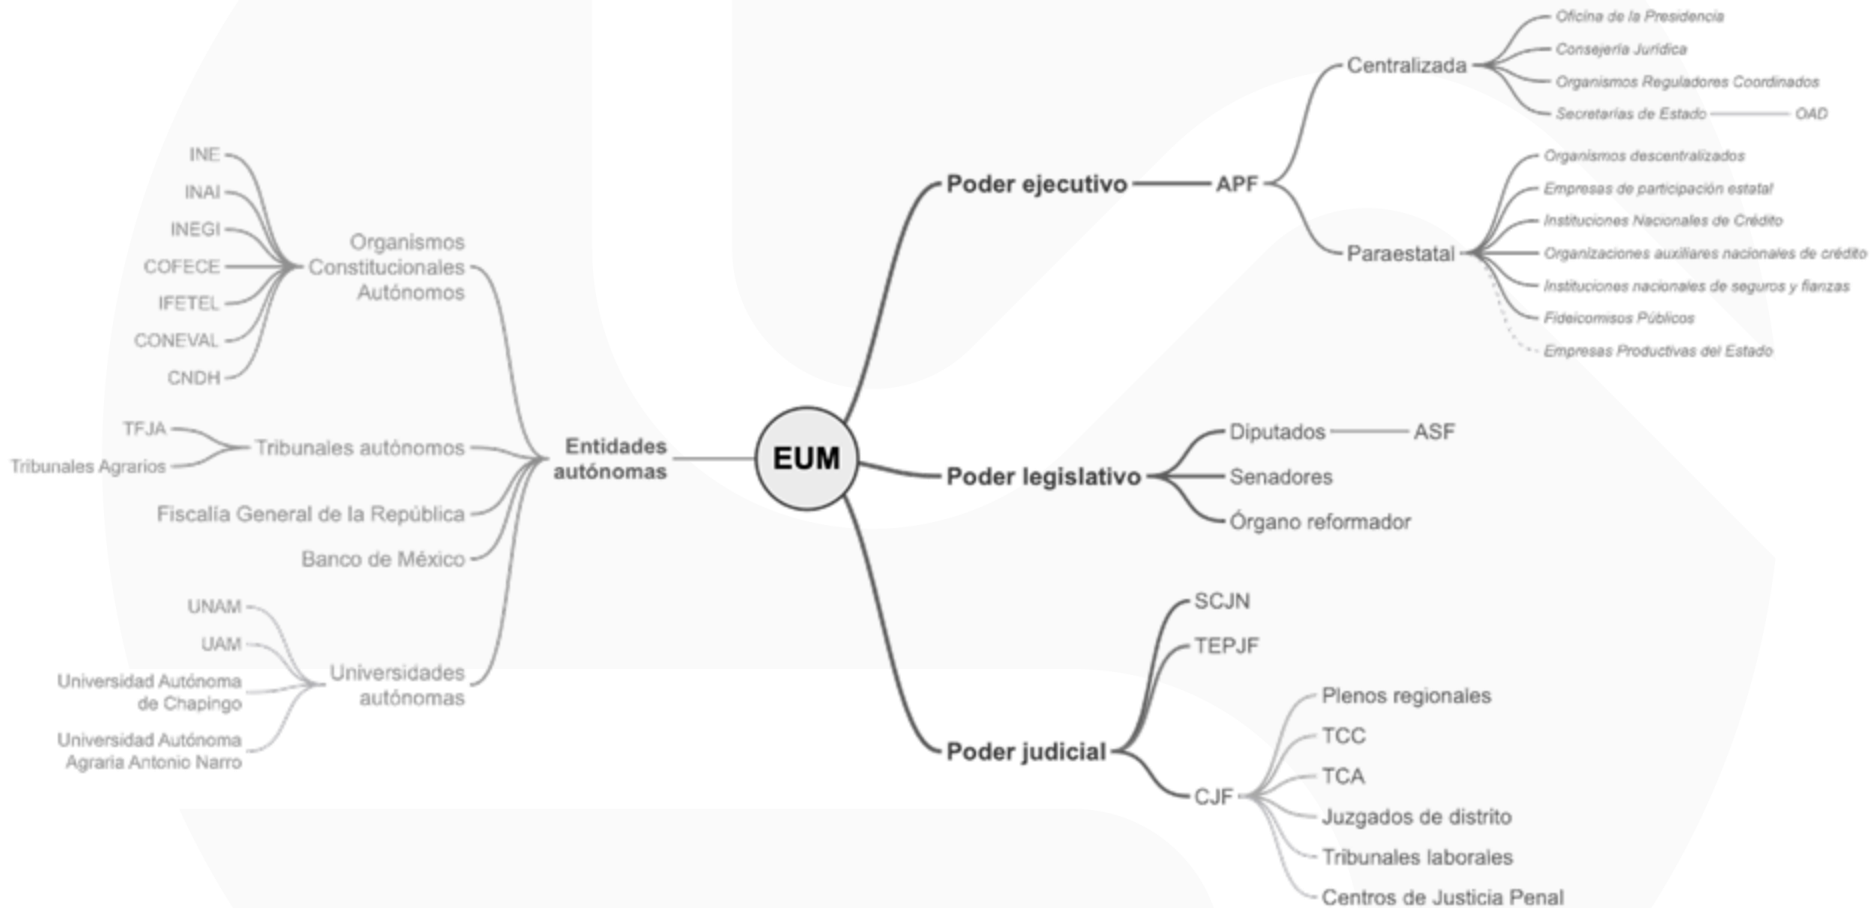 EUM
Poder ejecutivo
APF
Centralizada
Oficina de la Presidencia
Consejería Jurídica
Organismos Reguladores Coordinados
Secretarías de Estado
OAD
Paraestatal
Organismos descentralizados
Empresas de participación estatal
Instituciones Nacionales de Crédito
Organizaciones auxiliares nacionales de crédito
Instituciones nacionales de seguros y fianzas
Fideicomisos Públicos
Empresas Productivas del Estado
Poder legislativo
Diputados
ASF
Senadores
Órgano reformador
Poder judicial
SCJN
TEPJF
CJF
Plenos regionales
TCC
TCA
Juzgados de distrito
Tribunales laborales
Centros de Justicia Penal
Entidades
autónomas
Organismos
Constitucionales
Autónomos
INE
INAI
INEGI
COFECE
IFETEL
CONEVAL
CNDH
Tribunales autónomos
TFJA
Tribunales Agrarios
Fiscalía General de la República
Banco de México
Universidades
autónomas
UNAM
UAM
Universidad Autónoma
de Chapingo
Universidad Autónoma
Agraria Antonio Narro